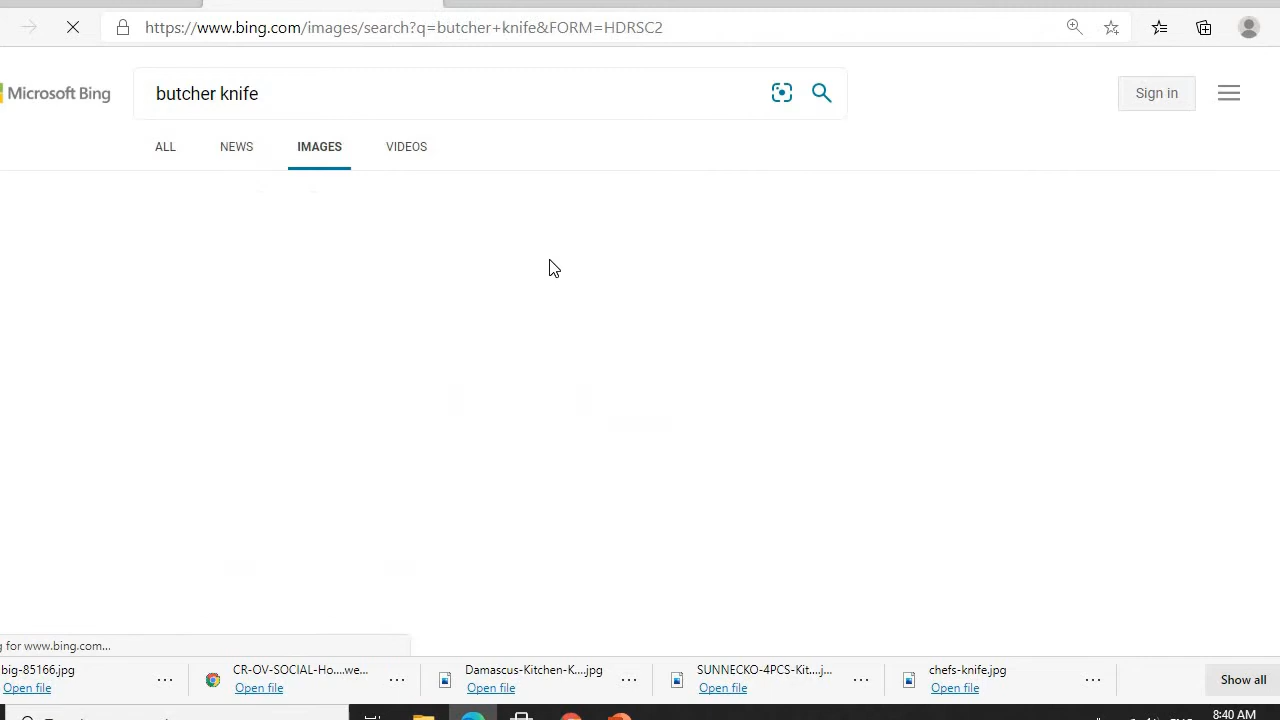 https://www.bing.com/images/search?q=butcher+knife&FORM=HDRSC2
Microsoft Bing
butcher knife
Sign in
ALL
NEWS
IMAGES
VIDEOS
g for www.bing.com...
big-85166.jpg
Open file
CR-OV-SOCIAL-Ho....we...
Open file
Damascus-Kitchen-K....jpg
Open file
SUNNECKO-4PCS-Kit....j...
Open file
chefs-knife.jpg
Open file
Show all
8:40 AM